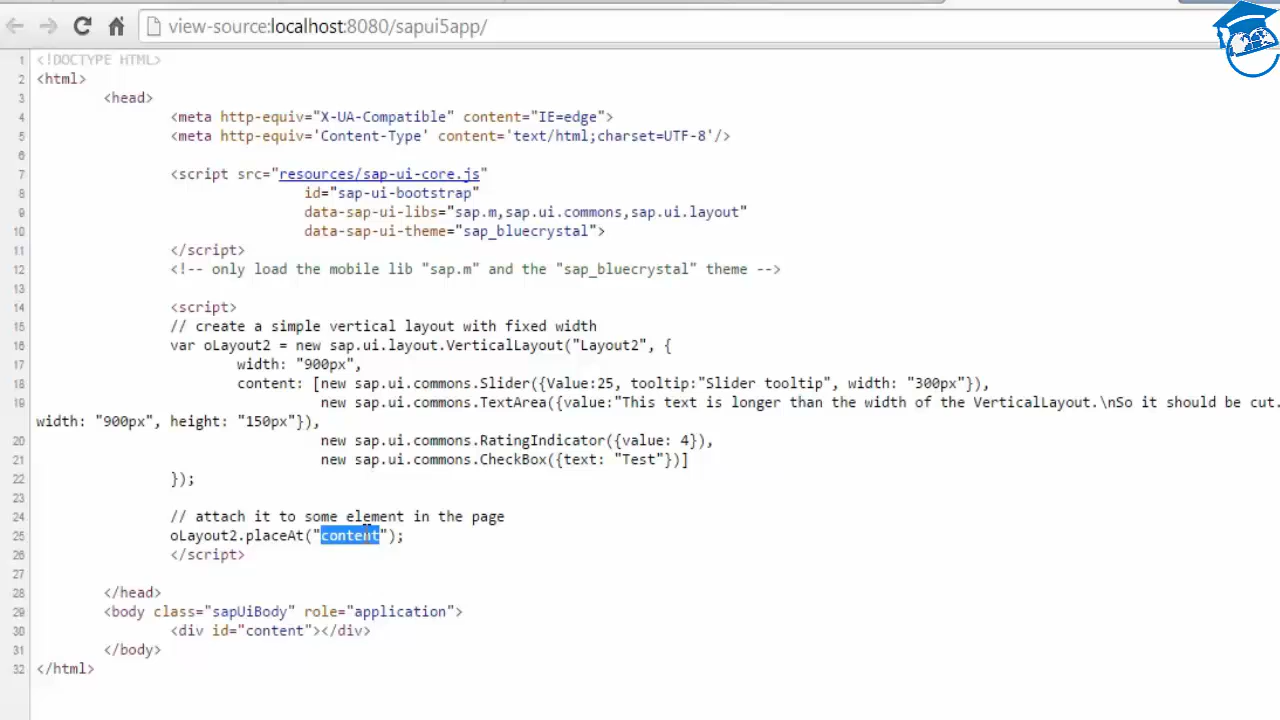 view-source:localhost:8080/sapui5app/
1 <!DOCTYPE HTML>
2 <html>
3 <head>
4 <meta http-equiv="X-UA-Compatible" content="IE=edge">
5 <meta http-equiv='Content-Type' content='text/html;charset=UTF-8'/>
6
7 <script src="resources/sap-ui-core.js"
8 id="sap-ui-bootstrap"
9 data-sap-ui-libs="sap.m,sap.ui.commons,sap.ui.layout"
10 data-sap-ui-theme="sap_bluecrystal">
11 </script>
12 <!-- only load the mobile lib "sap.m" and the "sap_bluecrystal" theme -->
13
14 <script>
15 // create a simple vertical layout with fixed width
16 var oLayout2 = new sap.ui.layout.VerticalLayout("Layout2", {
17 width: "900px",
18 content: [new sap.ui.commons.Slider({Value:25, tooltip:"Slider tooltip", width: "300px"}),
19 new sap.ui.commons.TextArea({value:"This text is longer than the width of the VerticalLayout.\nSo it should be cut.
width: "900px", height: "150px"}),
20 new sap.ui.commons.RatingIndicator({value: 4}),
21 new sap.ui.commons.CheckBox({text: "Test"})]
22 });
23
24 // attach it to some element in the page
25 oLayout2.placeAt("content");
26 </script>
27
28 </head>
29 <body class="sapUiBody" role="application">
30 <div id="content"></div>
31 </body>
32 </html>